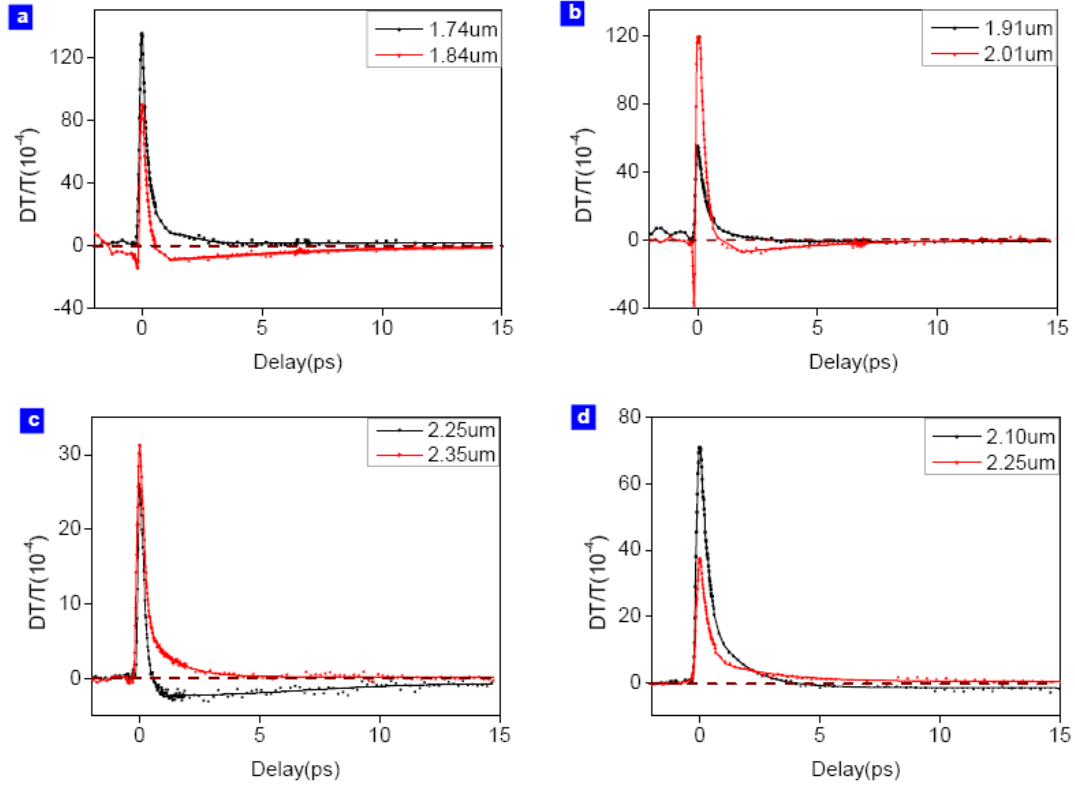 a
1.74um
1.84um
DT/T(10⁻⁴)
120
80
40
0
-40
0
5
10
15
Delay(ps)
b
1.91um
2.01um
DT/T(10⁻⁴)
120
80
40
0
-40
0
5
10
15
Delay(ps)
c
2.25um
2.35um
DT/T(10⁻⁴)
30
20
10
0
0
5
10
15
Delay(ps)
d
2.10um
2.25um
DT/T(10⁻⁴)
80
60
40
20
0
0
5
10
15
Delay(ps)